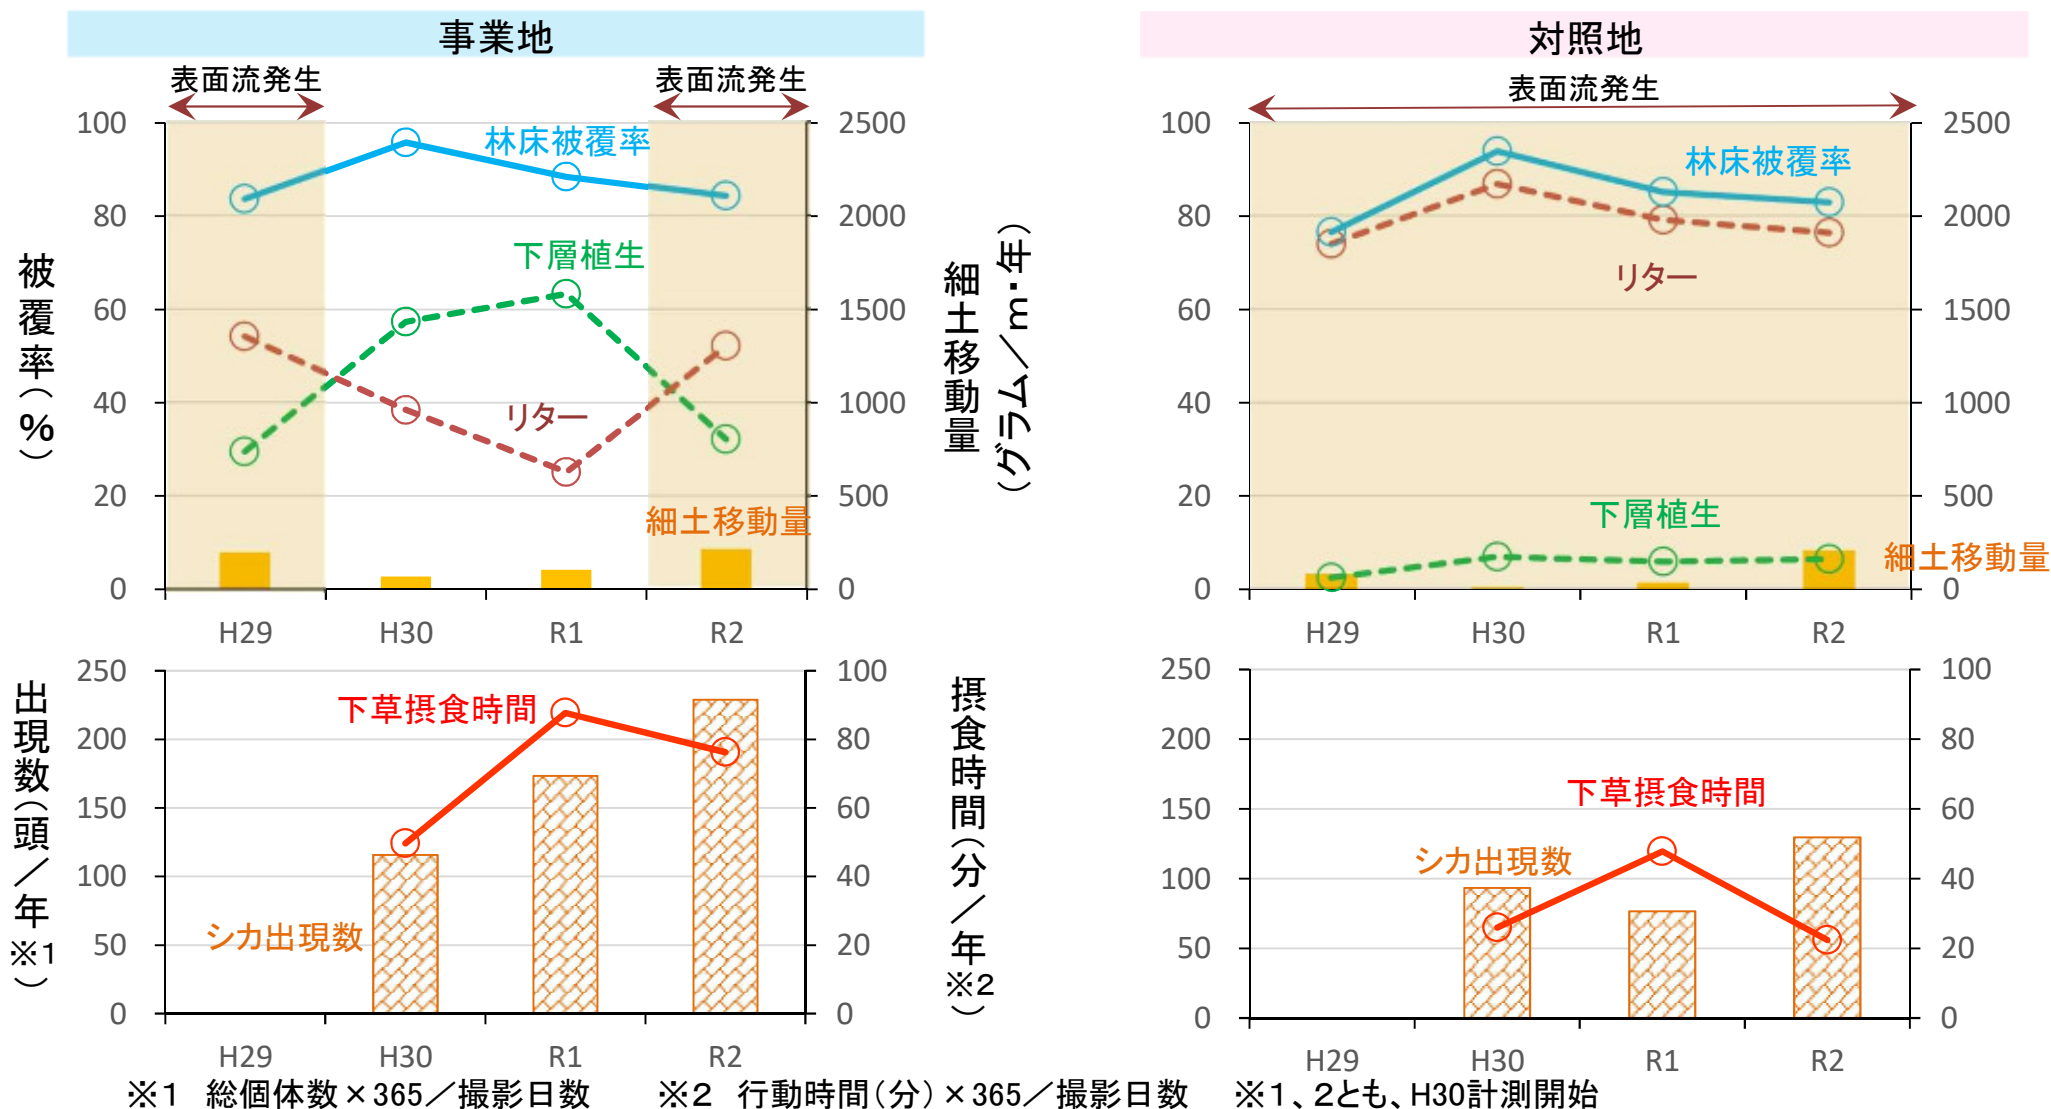 事業地
対照地
表面流発生
表面流発生
表面流発生
被覆率(%)
100
80
60
40
20
0
林床被覆率
下層植生
リター
細土移動量
2500
2000
1500
1000
500
0
細土移動量
(グラム/m・年)
H29 H30 R1 R2
100
80
60
40
20
0
林床被覆率
リター
下層植生
細土移動量
2500
2000
1500
1000
500
0
H29 H30 R1 R2
出現数(頭/年※1)
250
200
150
100
50
0
下草摂食時間
シカ出現数
100
80
60
40
20
0
摂食時間(分/年※2)
H29 H30 R1 R2
250
200
150
100
50
0
下草摂食時間
シカ出現数
100
80
60
40
20
0
H29 H30 R1 R2
※1 総個体数×365/撮影日数 ※2 行動時間(分)×365/撮影日数 ※1、2とも、H30計測開始